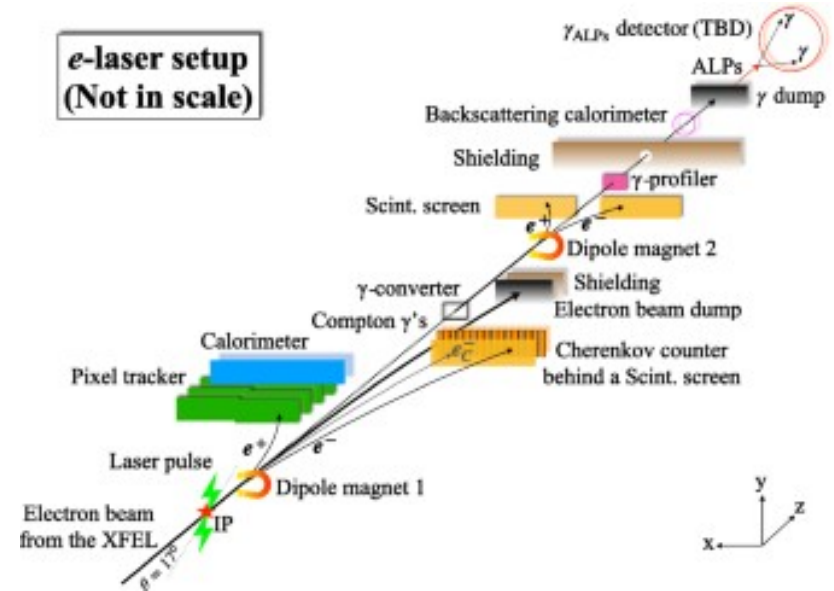 e-laser setup
(Not in scale)
γALPs detector (TBD)
γ
γ
ALPs
γ dump
Backscattering calorimeter
Shielding
γ-profiler
Scint. screen
e+
e−
Dipole magnet 2
γ-converter
Shielding
Compton γ's
Electron beam dump
Calorimeter
e−C
Cherenkov counter
behind a Scint. screen
Pixel tracker
e+
e−
Laser pulse
Dipole magnet 1
Electron beam
from the XFEL
IP
θ = 17⁰
y
z
x